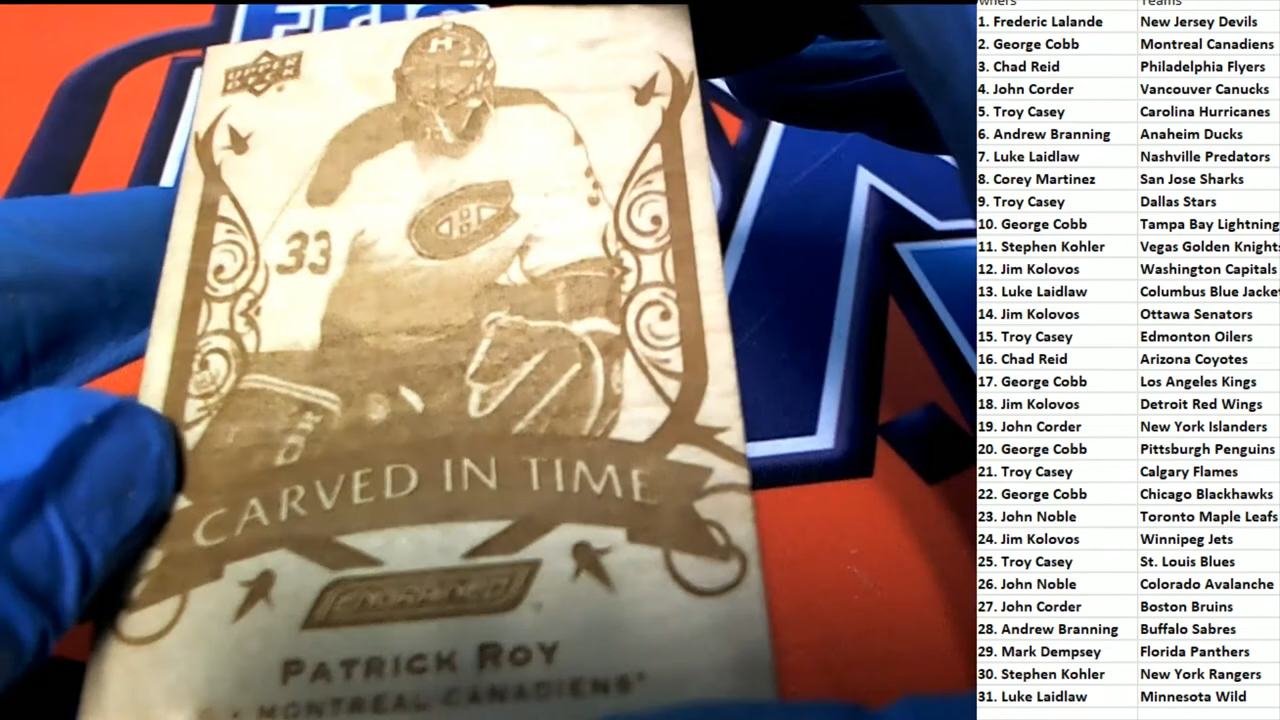 UPPER DECK
33
CARVED IN TIME
ENGRAINED
PATRICK ROY
MONTREAL CANADIENS
wners Teams
1. Frederic Lalande New Jersey Devils
2. George Cobb Montreal Canadiens
3. Chad Reid Philadelphia Flyers
4. John Corder Vancouver Canucks
5. Troy Casey Carolina Hurricanes
6. Andrew Branning Anaheim Ducks
7. Luke Laidlaw Nashville Predators
8. Corey Martinez San Jose Sharks
9. Troy Casey Dallas Stars
10. George Cobb Tampa Bay Lightning
11. Stephen Kohler Vegas Golden Knights
12. Jim Kolovos Washington Capitals
13. Luke Laidlaw Columbus Blue Jacke
14. Jim Kolovos Ottawa Senators
15. Troy Casey Edmonton Oilers
16. Chad Reid Arizona Coyotes
17. George Cobb Los Angeles Kings
18. Jim Kolovos Detroit Red Wings
19. John Corder New York Islanders
20. George Cobb Pittsburgh Penguins
21. Troy Casey Calgary Flames
22. George Cobb Chicago Blackhawks
23. John Noble Toronto Maple Leafs
24. Jim Kolovos Winnipeg Jets
25. Troy Casey St. Louis Blues
26. John Noble Colorado Avalanche
27. John Corder Boston Bruins
28. Andrew Branning Buffalo Sabres
29. Mark Dempsey Florida Panthers
30. Stephen Kohler New York Rangers
31. Luke Laidlaw Minnesota Wild